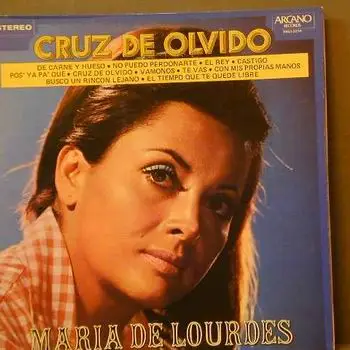 STEREO
ARCANO
RECORDS
CRUZ DE OLVIDO
DE CARNE Y HUESO • NO PUEDO PERDONARTE • EL REY • CASTIGO
POS' YA PA' QUE • CRUZ DE OLVIDO • VAMONOS • TE VAS • CON MIS PROPIAS MANOS
BUSCO UN RINCON LEJANO • EL TIEMPO QUE TE QUEDE LIBRE
MARIA DE LOURDES